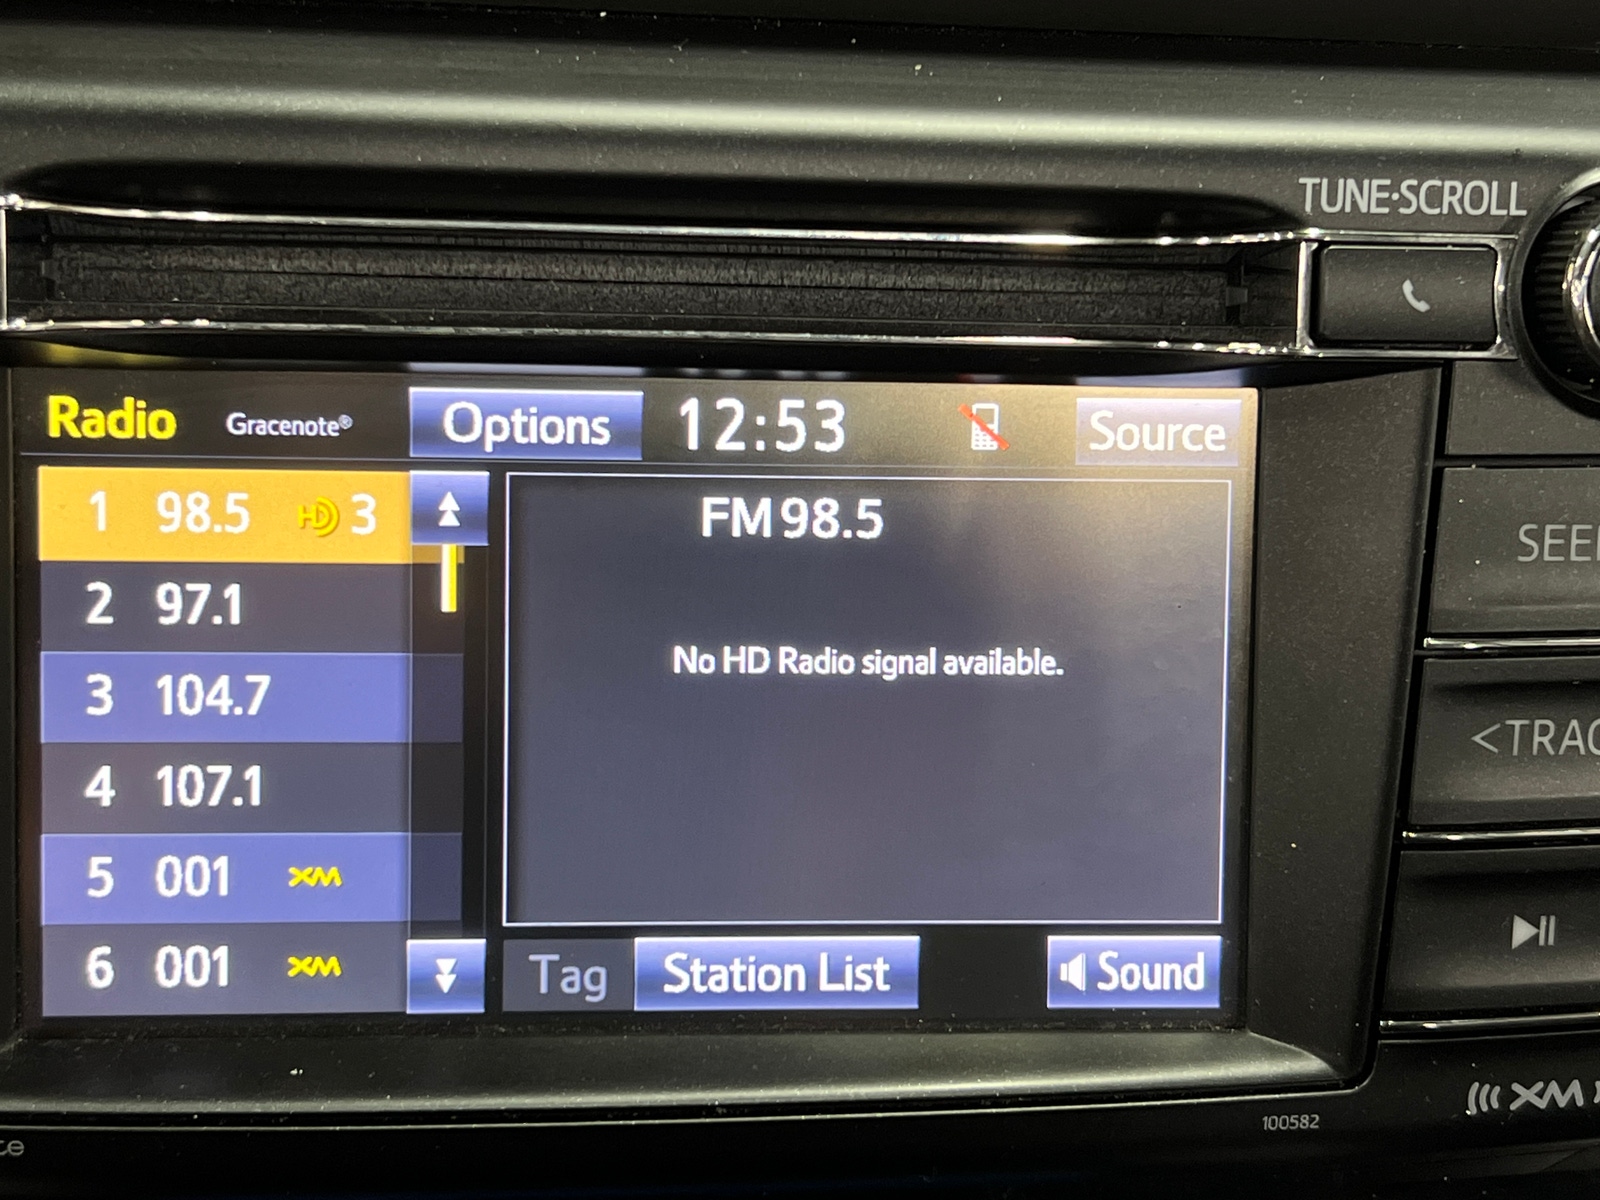 TUNE·SCROLL
Radio Gracenote® Options 12:53 Source
1 98.5 HD 3
2 97.1
3 104.7
4 107.1
5 001 XM
6 001 XM
FM 98.5
No HD Radio signal available.
Tag Station List Sound
SEE
<TRAC
XM
100582
ce